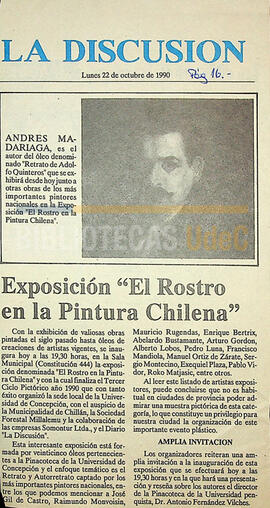 LA DISCUSION
Lunes 22 de octubre de 1990
Pág 16.-
ANDRES MA-
DARIAGA, es el
autor del óleo denomi-
nado "Retrato de Adol-
fo Quinteros" que se ex-
hibirá desde hoy junto a
otras obras de los más
importantes pintores
nacionales en la Expo-
sición "El Rostro en la
Pintura Chilena".
BIBLIOTECAS UdeC
Exposición "El Rostro
en la Pintura Chilena"
Con la exhibición de valiosas obras
pintadas el siglo pasado hasta óleos de
creaciones de artistas vigentes, se inau-
gura hoy a las 19,30 horas, en la Sala
Municipal (Constitución 444) la exposi-
ción denominada "El Rostro en la Pintu-
ra Chilena" y con la cual finaliza el Tercer
Ciclo Pictórico año 1990 que con tanto
éxito organizó la sede local de la Univer-
sidad de Concepción, con el auspicio de
la Municipalidad de Chillán, la Forestal
Sociedad Millalemu y la colaboración de
las empresas Somontur Ltda., y el Diario
"La Discusión".
Esta interesante exposición está for-
mada por veinticinco óleos pertenecien-
tes a la Pinacoteca de la Universidad de
Concepción y el enfoque temático es el
Retrato y Autorretrato captado por los
más importantes pintores nacionales,
entre los que podemos mencionar a José
Gil de Castro, Raimundo Monvoisin,
Mauricio Rugendas, Enrique Bertrix,
Abelardo Bustamante, Arturo Gordon,
Alberto Lobos, Pedro Luna, Francisco
Mandiola, Manuel Ortiz de Zárate, Ser-
gio Montecino, Exequiel Plaza, Pablo Vi-
dor, Roko Matjasic, entre otros.
Al leer este listado de artistas exposi-
tores, puede concluirse que no es habi-
tual en ciudades de provincia poder admi-
rar una muestra pictórica de esta catego-
ría, lo que constituye un privilegio para
nuestra ciudad la organización de este
importante evento plástico.
AMPLIA INVITACION
Los organizadores reiteran una am-
plia invitación a la inauguración de esta
exposición que se efectuará hoy a las
19,30 horas y en la que hará una presenta-
ción y reseña sobre los autores el director
de la Pinacoteca de la Universidad pen-
quista, Dr. Antonio Fernández Vilches.